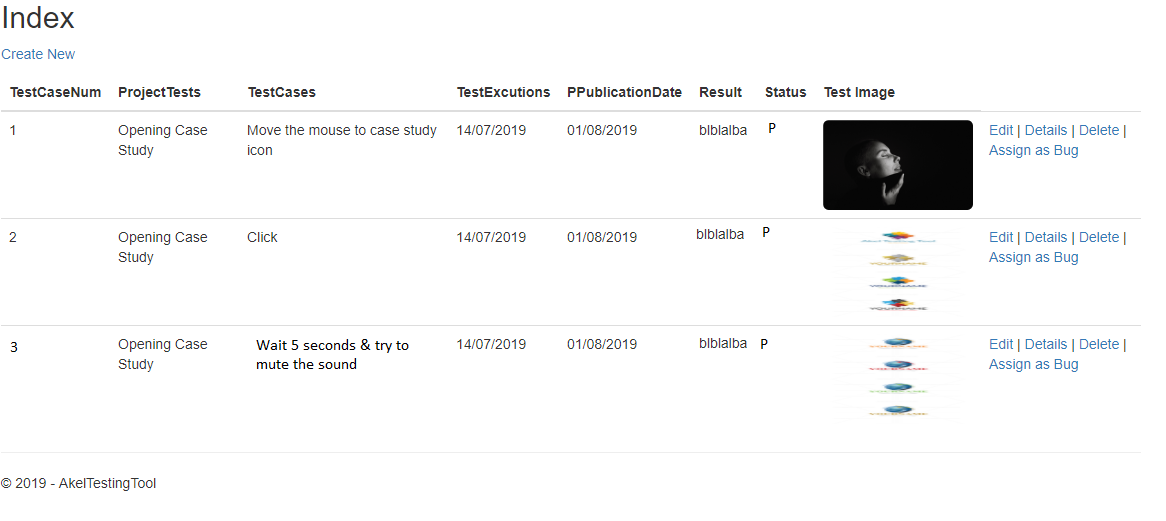 Index
Create New
TestCaseNum ProjectTests TestCases TestExcutions PPublicationDate Result Status Test Image
1 Opening Case Move the mouse to case study 14/07/2019 01/08/2019 blblalba P Edit | Details | Delete |
Study icon Assign as Bug
2 Opening Case Click 14/07/2019 01/08/2019 blblalba P Edit | Details | Delete |
Study Assign as Bug
Akel Testing Tool
3 Opening Case Wait 5 seconds & try to 14/07/2019 01/08/2019 blblalba P Edit | Details | Delete |
Study mute the sound Assign as Bug
© 2019 - AkelTestingTool